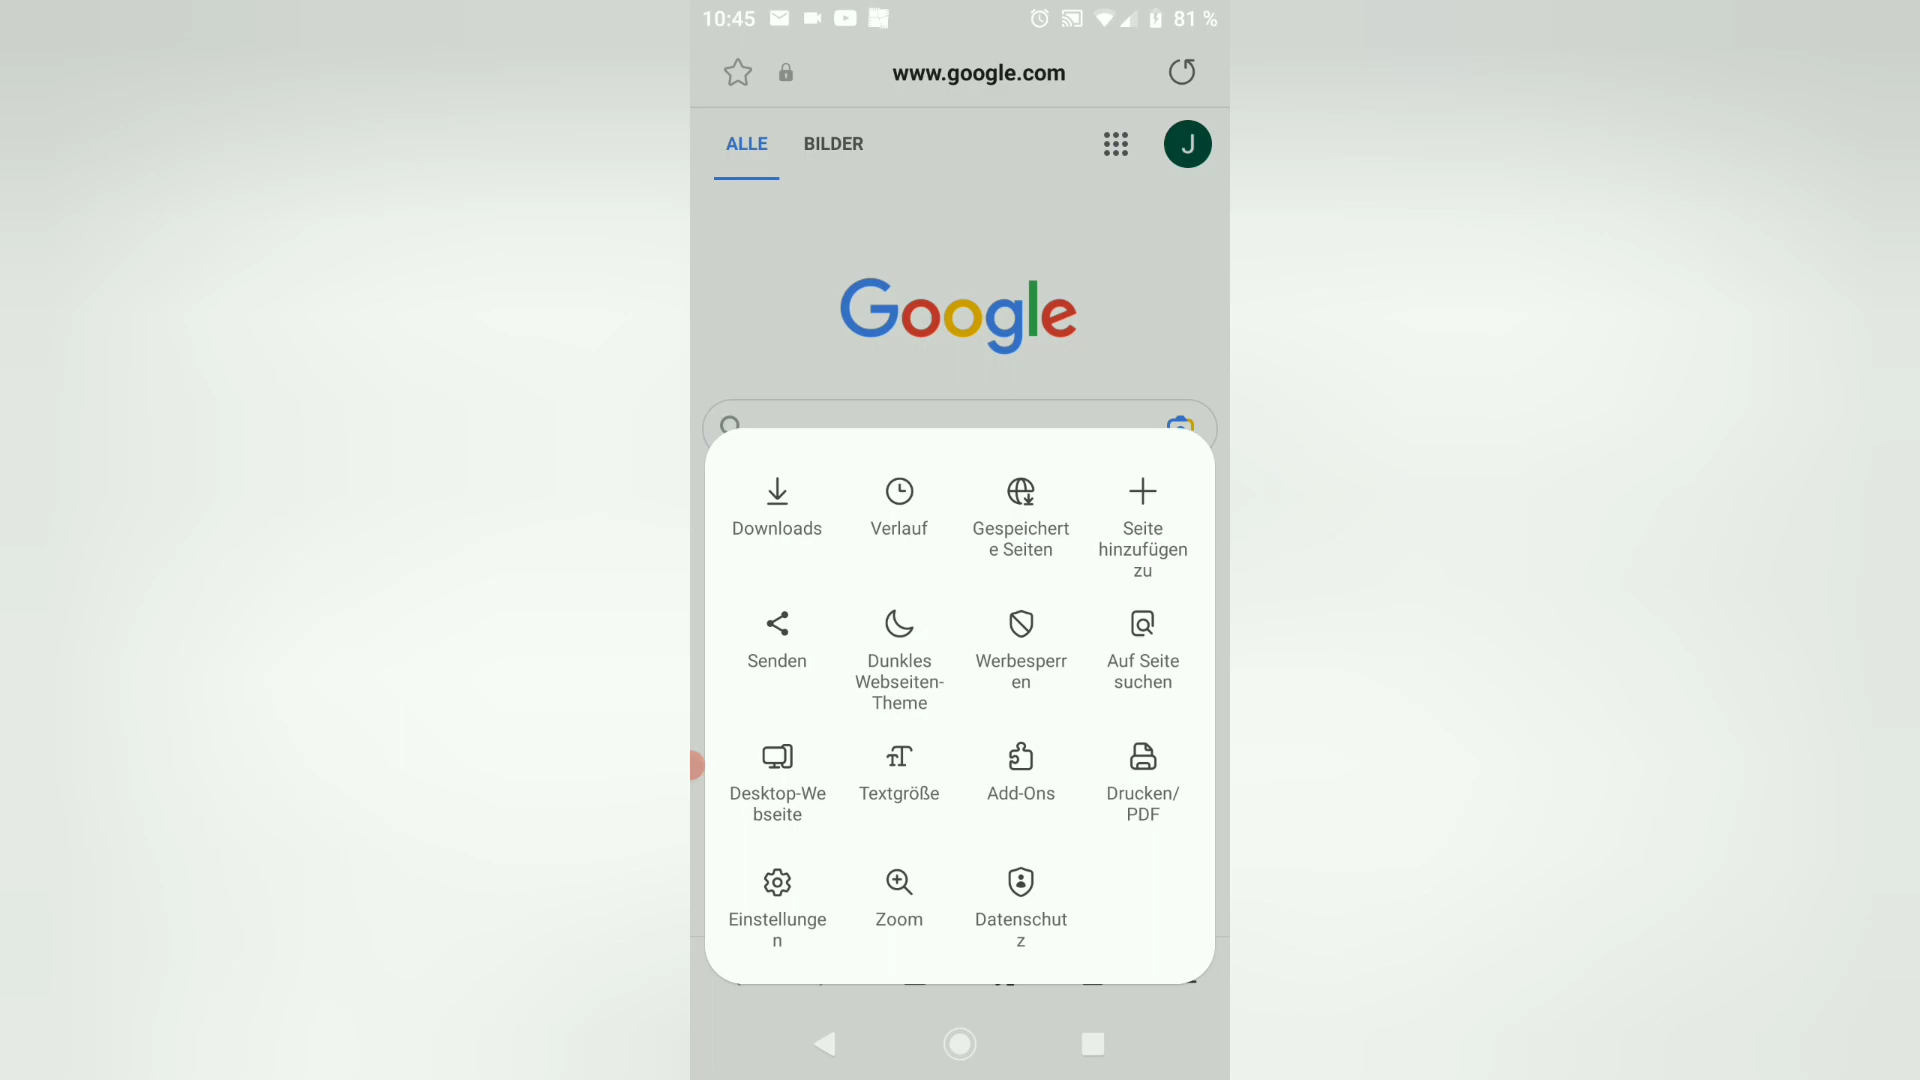 10:45 81 %
www.google.com
ALLE BILDER J
Google
Downloads Verlauf Gespeichert Seite
e Seiten hinzufügen
zu
Senden Dunkles Werbesperr Auf Seite
Webseiten- en suchen
Theme
Desktop-We Textgröße Add-Ons Drucken/
bseite PDF
Einstellunge Zoom Datenschut
n z